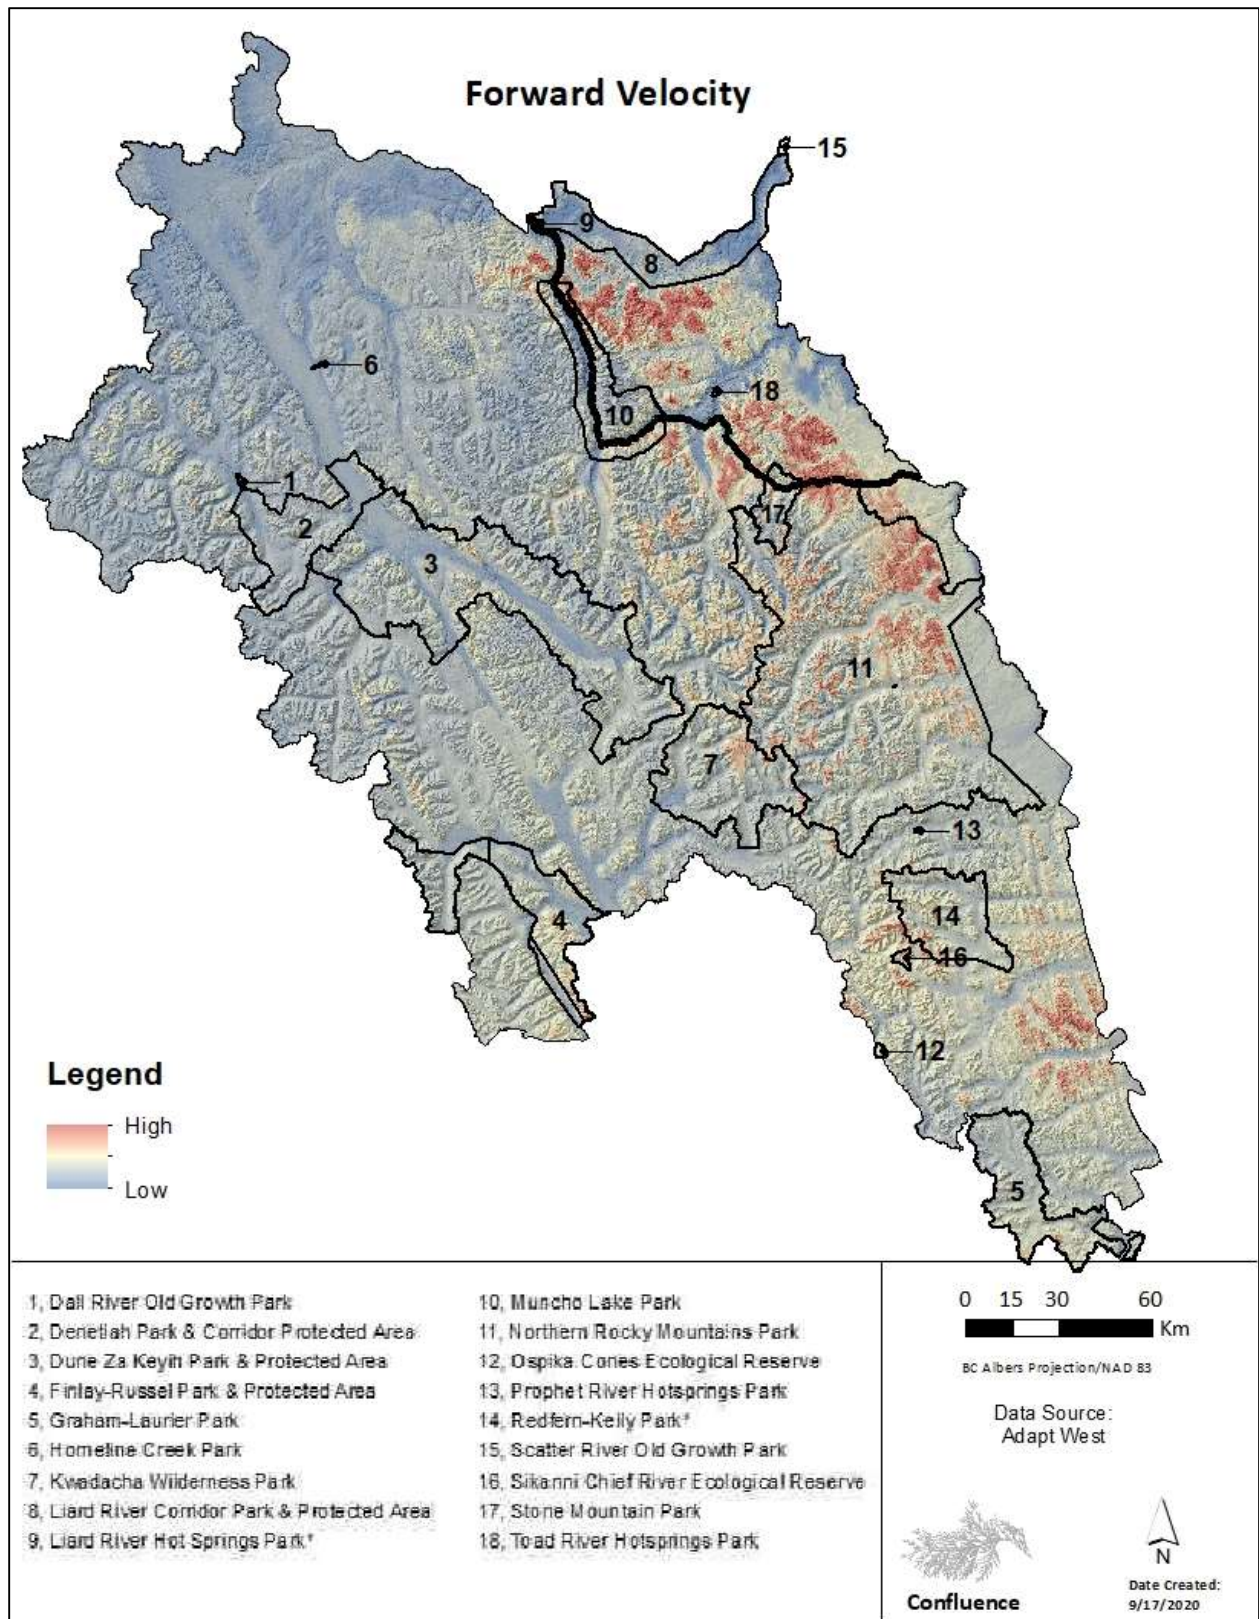 Forward Velocity
15
9
8
6
18
10
1
17
2
3
11
7
13
14
4
16
12
5
Legend
High
Low
1, Dall River Old Growth Park
2, Denetiah Park & Corridor Protected Area
3, Dune Za Keyih Park & Protected Area
4, Finlay-Russel Park & Protected Area
5, Graham-Laurier Park
6, Horneline Creek Park
7, Kwadacha Wilderness Park
8, Liard River Corridor Park & Protected Area
9, Liard River Hot Springs Park*
10, Muncho Lake Park
11, Northern Rocky Mountains Park
12, Ospika Cones Ecological Reserve
13, Prophet River Hotsprings Park
14, Redfern-Kelly Park*
15, Scatter River Old Growth Park
16, Sikanni Chief River Ecological Reserve
17, Stone Mountain Park
18, Toad River Hotsprings Park
0 15 30 60
Km
BC Albers Projection/NAD 83
Data Source:
Adapt West
Confluence
N
Date Created:
9/17/2020